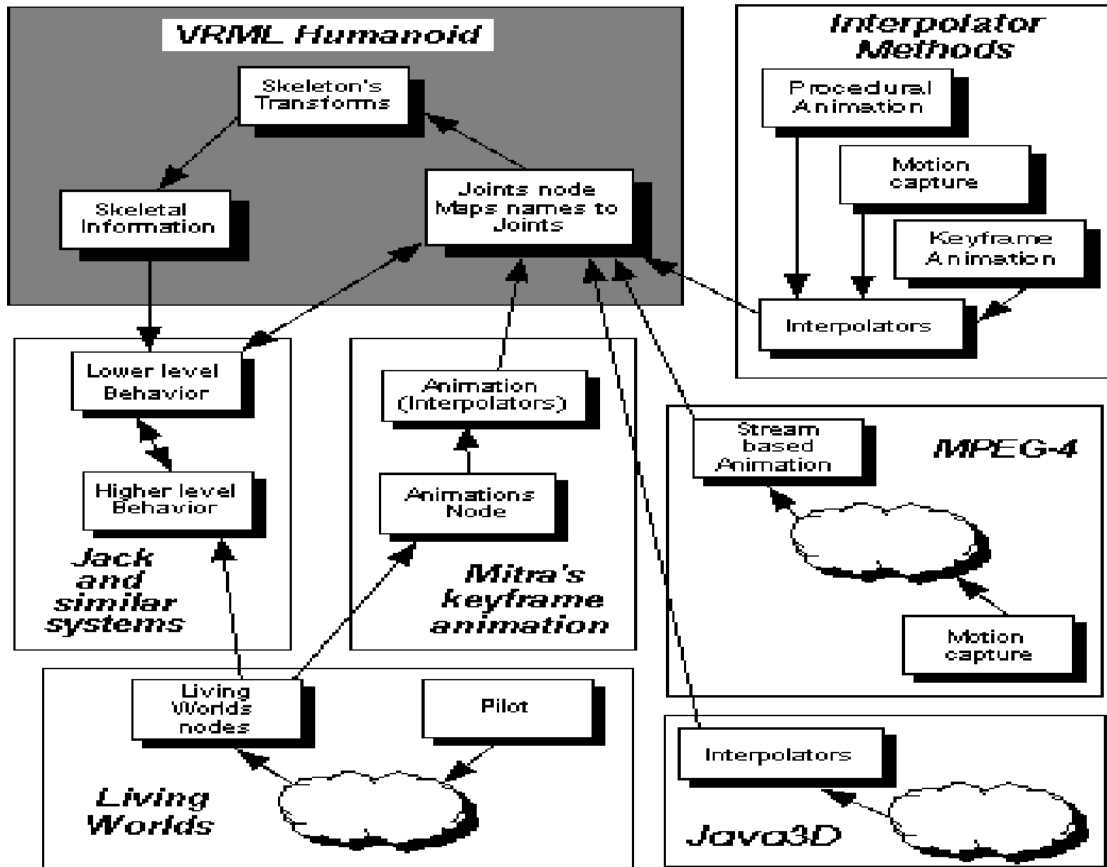 VRML Humanoid
Skeleton's
Transforms
Skeletal
Information
Joints node
Maps names to
Joints
Interpolator
Methods
Procedural
Animation
Motion
capture
Keyframe
Animation
Interpolators
Lower level
Behavior
Higher level
Behavior
Jack
and
similar
systems
Animation
(Interpolators)
Animations
Node
Mitra's
keyframe
animation
Stream
based
Animation
MPEG-4
Motion
capture
Living
Worlds
nodes
Pilot
Living
Worlds
Interpolators
Java3D